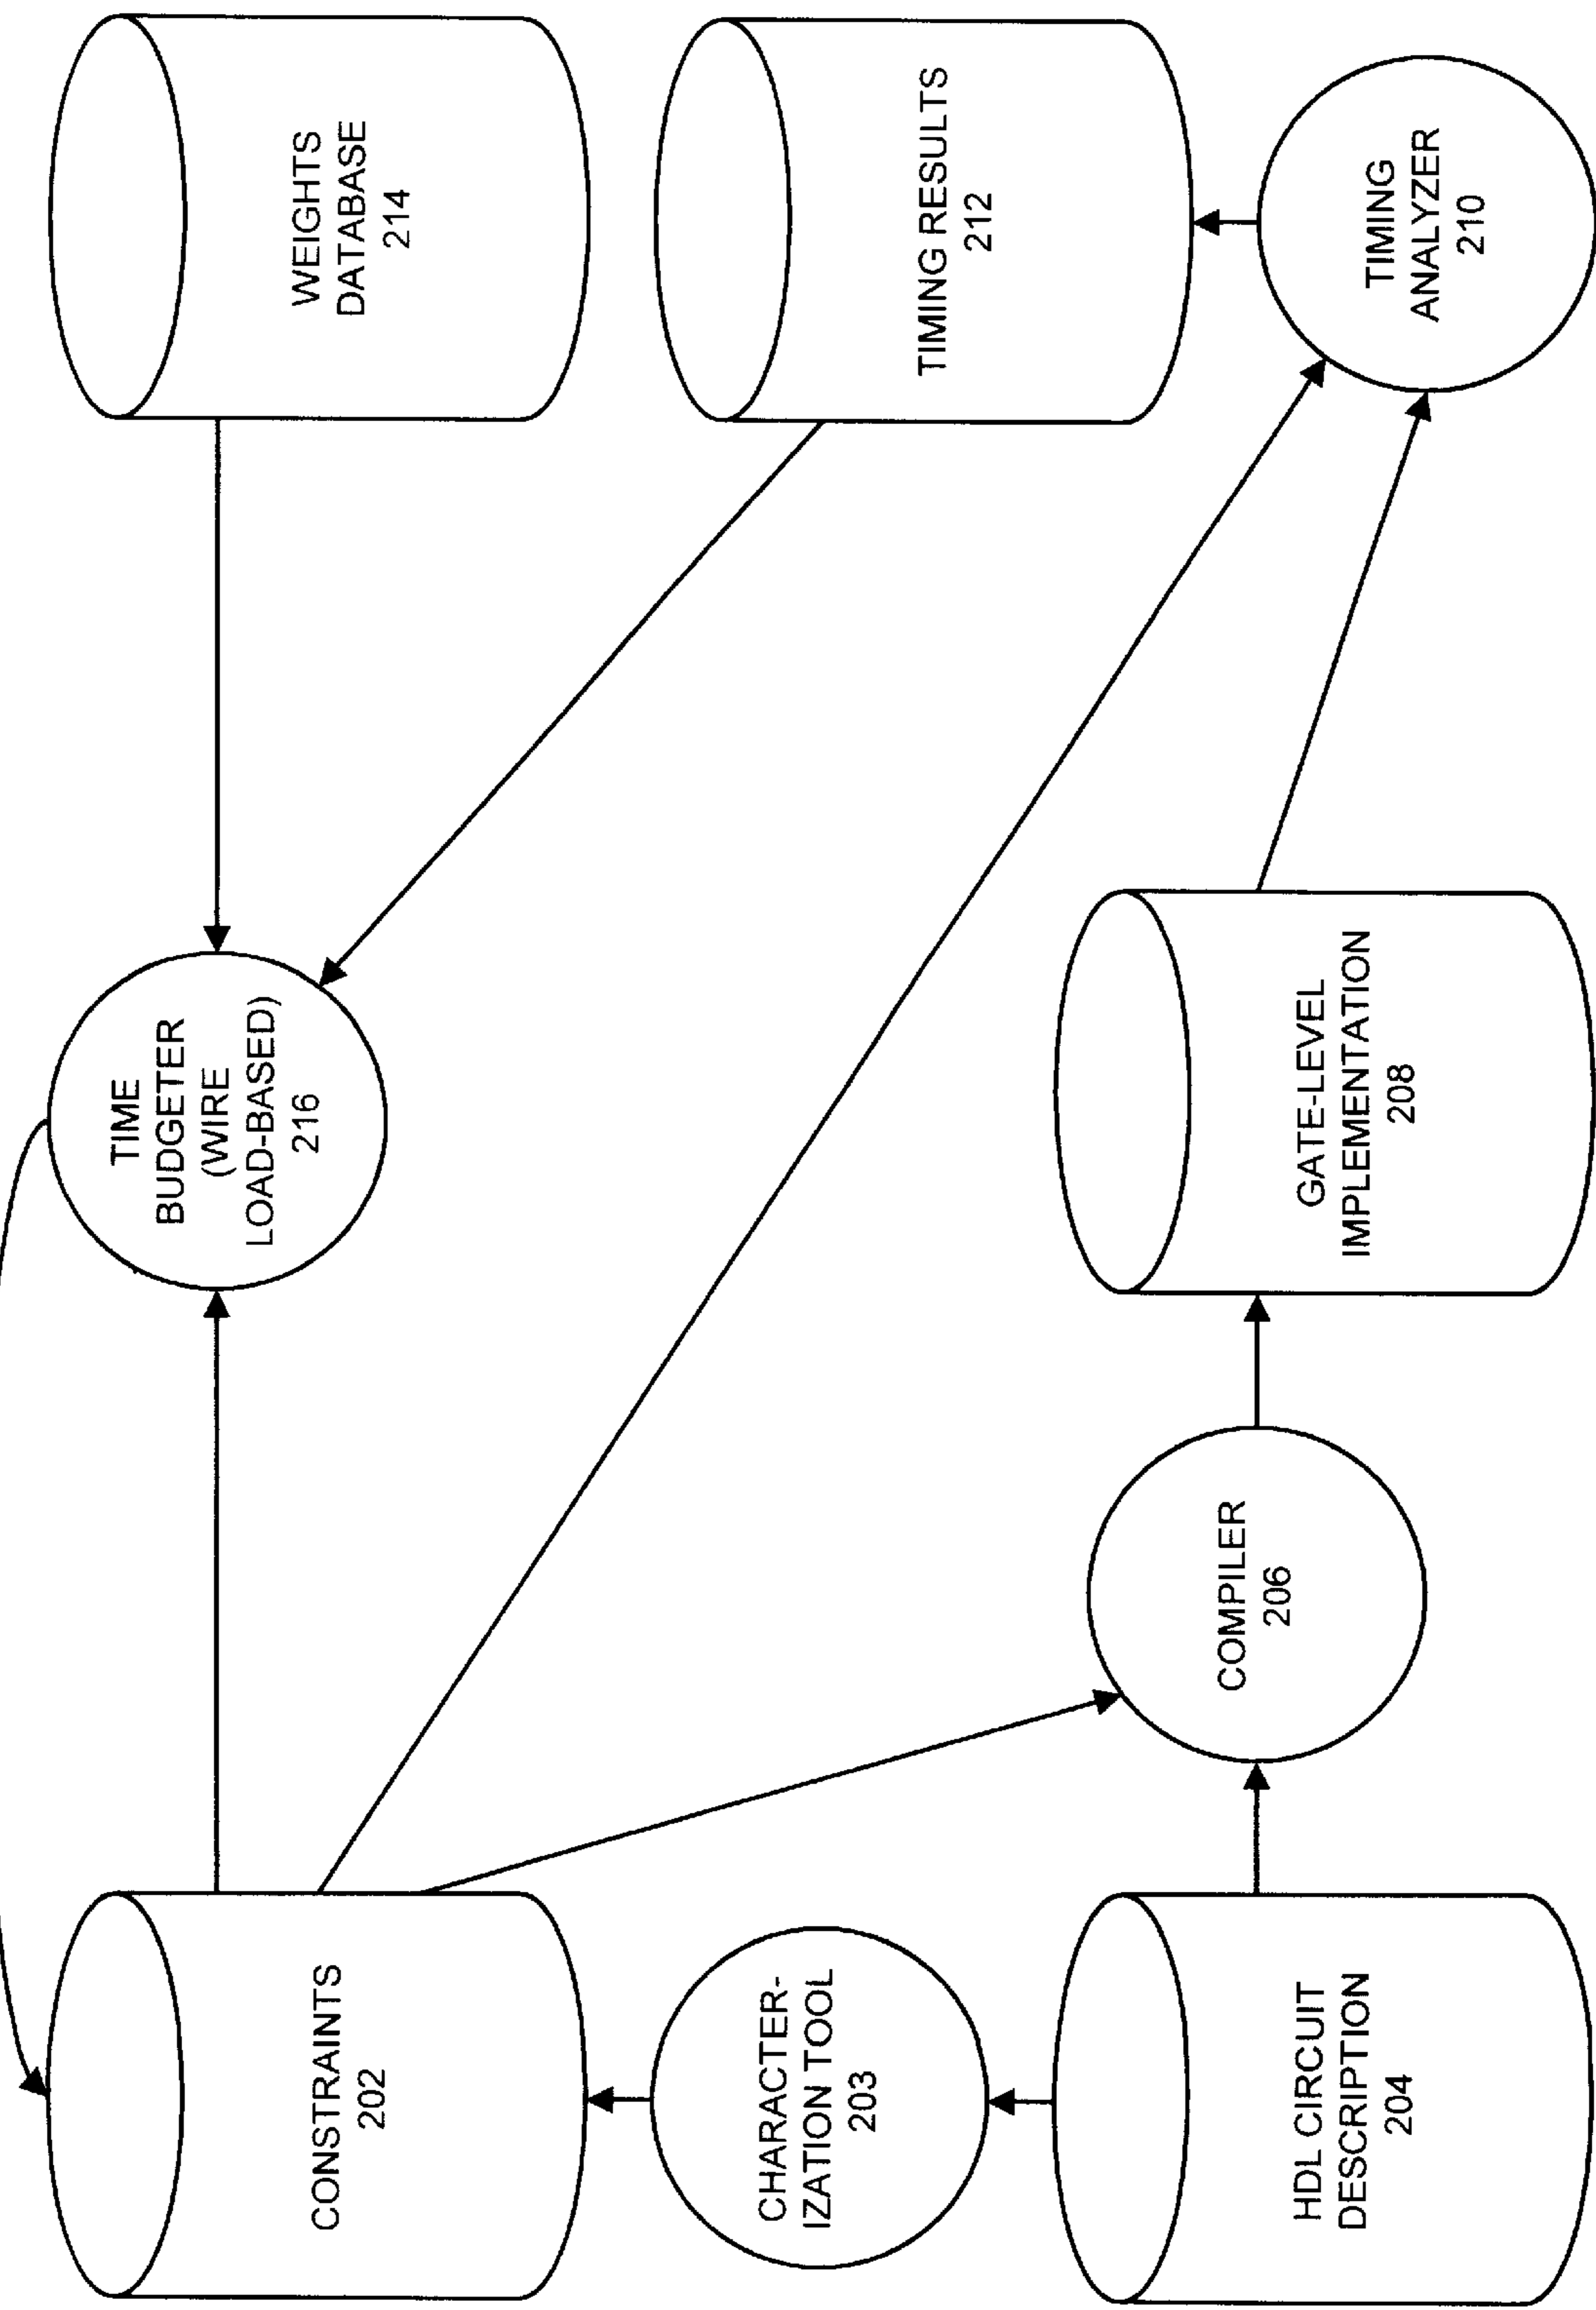 CONSTRAINTS
202
TIME
BUDGETER
(WIRE
LOAD-BASED)
216
WEIGHTS
DATABASE
214
CHARACTER-
IZATION TOOL
203
TIMING RESULTS
212
HDL CIRCUIT
DESCRIPTION
204
COMPILER
206
GATE-LEVEL
IMPLEMENTATION
208
TIMING
ANALYZER
210